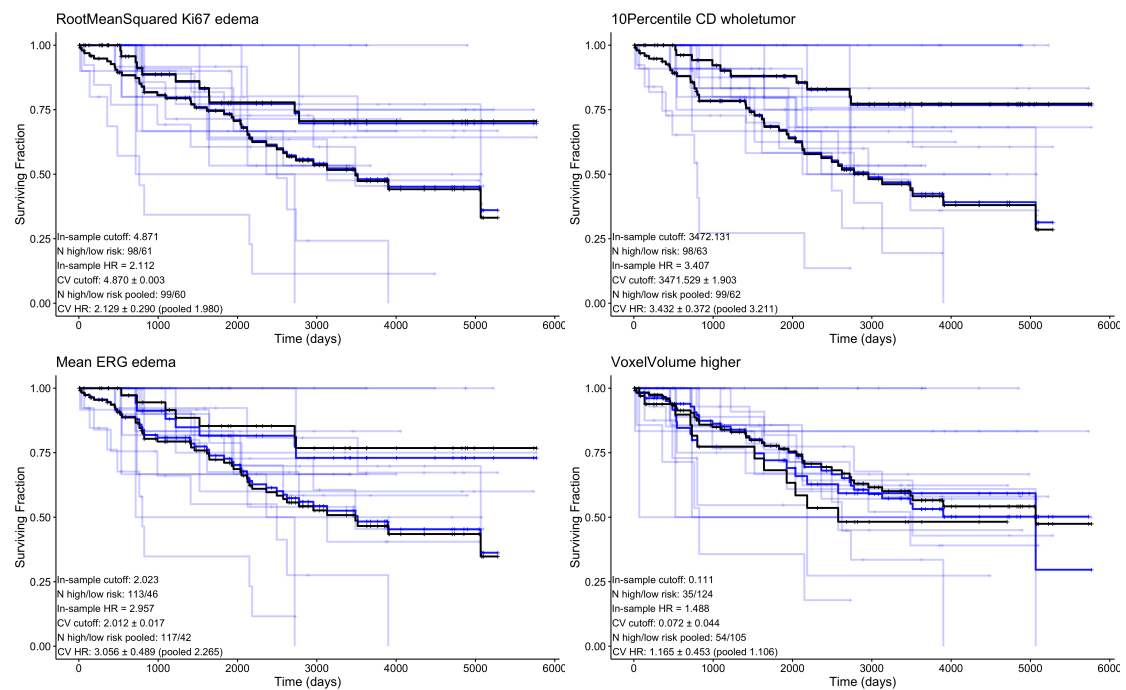 RootMeanSquared Ki67 edema
1.00
0.75
0.50
0.25
0.00
Surviving Fraction
In-sample cutoff: 4.871
N high/low risk: 98/61
In-sample HR = 2.112
CV cutoff: 4.870 ± 0.003
N high/low risk pooled: 99/60
CV HR: 2.129 ± 0.290 (pooled 1.980)
0 1000 2000 3000 4000 5000 6000
Time (days)
10Percentile CD wholetumor
1.00
0.75
0.50
0.25
0.00
Surviving Fraction
In-sample cutoff: 3472.131
N high/low risk: 98/63
In-sample HR = 3.407
CV cutoff: 3471.529 ± 1.903
N high/low risk pooled: 99/62
CV HR: 3.432 ± 0.372 (pooled 3.211)
0 1000 2000 3000 4000 5000 6000
Time (days)
Mean ERG edema
1.00
0.75
0.50
0.25
0.00
Surviving Fraction
In-sample cutoff: 2.023
N high/low risk: 113/46
In-sample HR = 2.957
CV cutoff: 2.012 ± 0.017
N high/low risk pooled: 117/42
CV HR: 3.056 ± 0.489 (pooled 2.265)
0 1000 2000 3000 4000 5000 6000
Time (days)
VoxelVolume higher
1.00
0.75
0.50
0.25
0.00
Surviving Fraction
In-sample cutoff: 0.111
N high/low risk: 35/124
In-sample HR = 1.488
CV cutoff: 0.072 ± 0.044
N high/low risk pooled: 54/105
CV HR: 1.165 ± 0.453 (pooled 1.106)
0 1000 2000 3000 4000 5000 6000
Time (days)